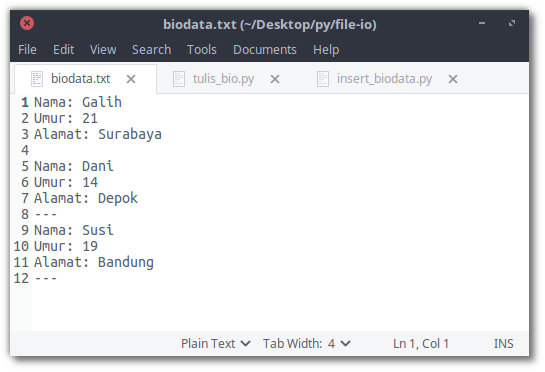 biodata.txt (~/Desktop/py/file-io)
File Edit View Search Tools Documents Help
biodata.txt tulis_bio.py insert_biodata.py
1 Nama: Galih
2 Umur: 21
3 Alamat: Surabaya
4
5 Nama: Dani
6 Umur: 14
7 Alamat: Depok
8 ---
9 Nama: Susi
10 Umur: 19
11 Alamat: Bandung
12 ---
Plain Text Tab Width: 4 Ln 1, Col 1 INS